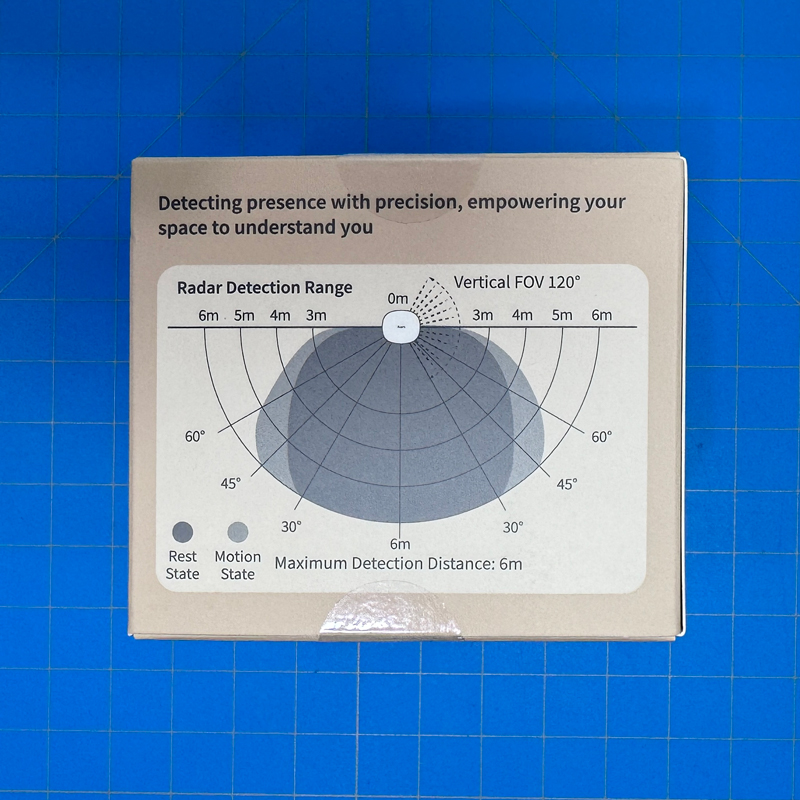 Detecting presence with precision, empowering your
space to understand you
Radar Detection Range
Vertical FOV 120°
0m
6m 5m 4m 3m 3m 4m 5m 6m
60° 60°
45° 45°
30° 30°
6m
Rest
State
Motion
State
Maximum Detection Distance: 6m